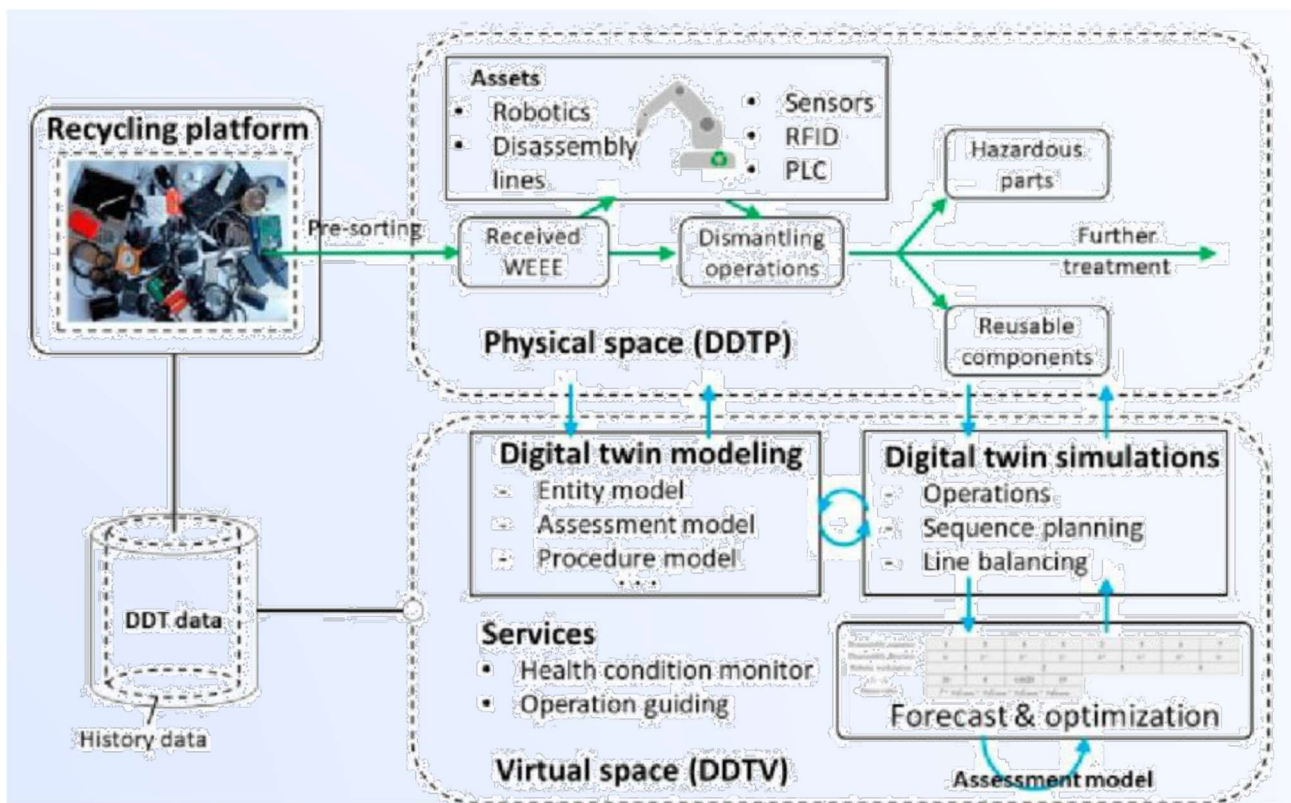 Recycling platform
Pre-sorting
Assets
• Robotics
• Disassembly
lines
• Sensors
• RFID
• PLC
Received
WEEE
Dismantling
operations
Hazardous
parts
Further
treatment
Reusable
components
Physical space (DDTP)
Digital twin modeling
- Entity model
- Assessment model
- Procedure model
...
Digital twin simulations
- Operations
- Sequence planning
- Line balancing
DDT data
History data
Services
• Health condition monitor
• Operation guiding
Forecast & optimization
Assessment model
Virtual space (DDTV)